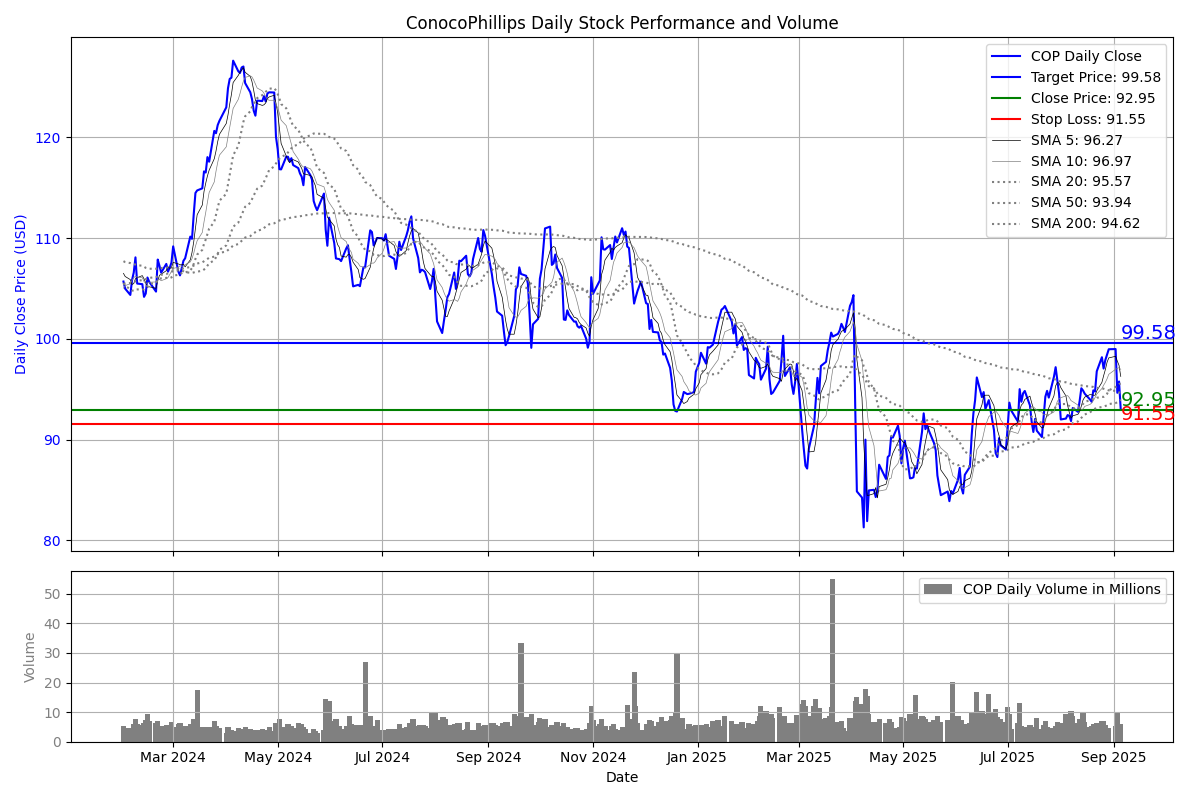 ConocoPhillips Daily Stock Performance and Volume
Daily Close Price (USD)
120
110
100
90
80
COP Daily Close
Target Price: 99.58
Close Price: 92.95
Stop Loss: 91.55
SMA 5: 96.27
SMA 10: 96.97
SMA 20: 95.57
SMA 50: 93.94
SMA 200: 94.62
99.58
92.95
91.55
Volume
50
40
30
20
10
0
COP Daily Volume in Millions
Mar 2024
May 2024
Jul 2024
Sep 2024
Nov 2024
Jan 2025
Mar 2025
May 2025
Jul 2025
Sep 2025
Date